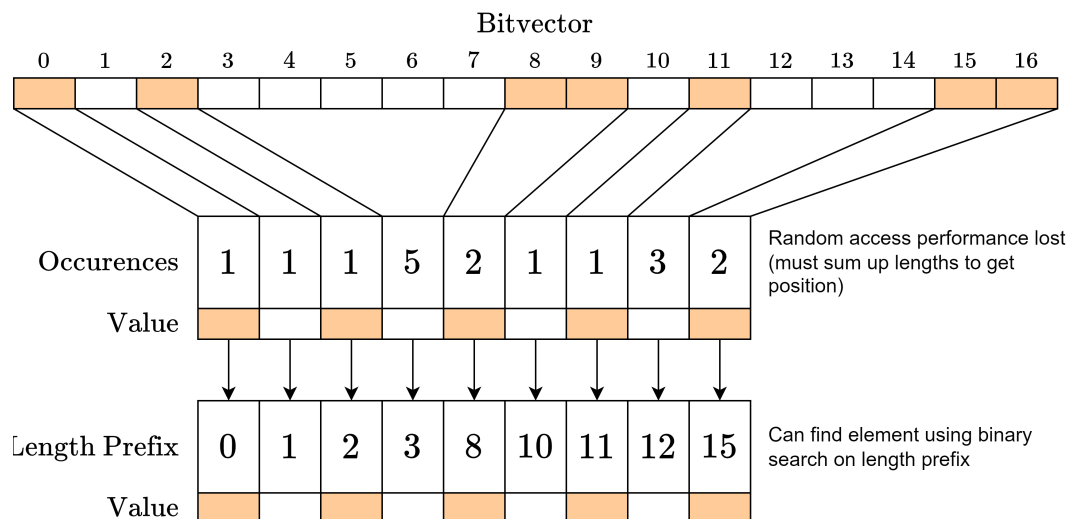 Bitvector
0 1 2 3 4 5 6 7 8 9 10 11 12 13 14 15 16
Occurences 1 1 1 5 2 1 1 3 2
Random access performance lost
(must sum up lengths to get
position)
Value
Length Prefix 0 1 2 3 8 10 11 12 15
Can find element using binary
search on length prefix
Value